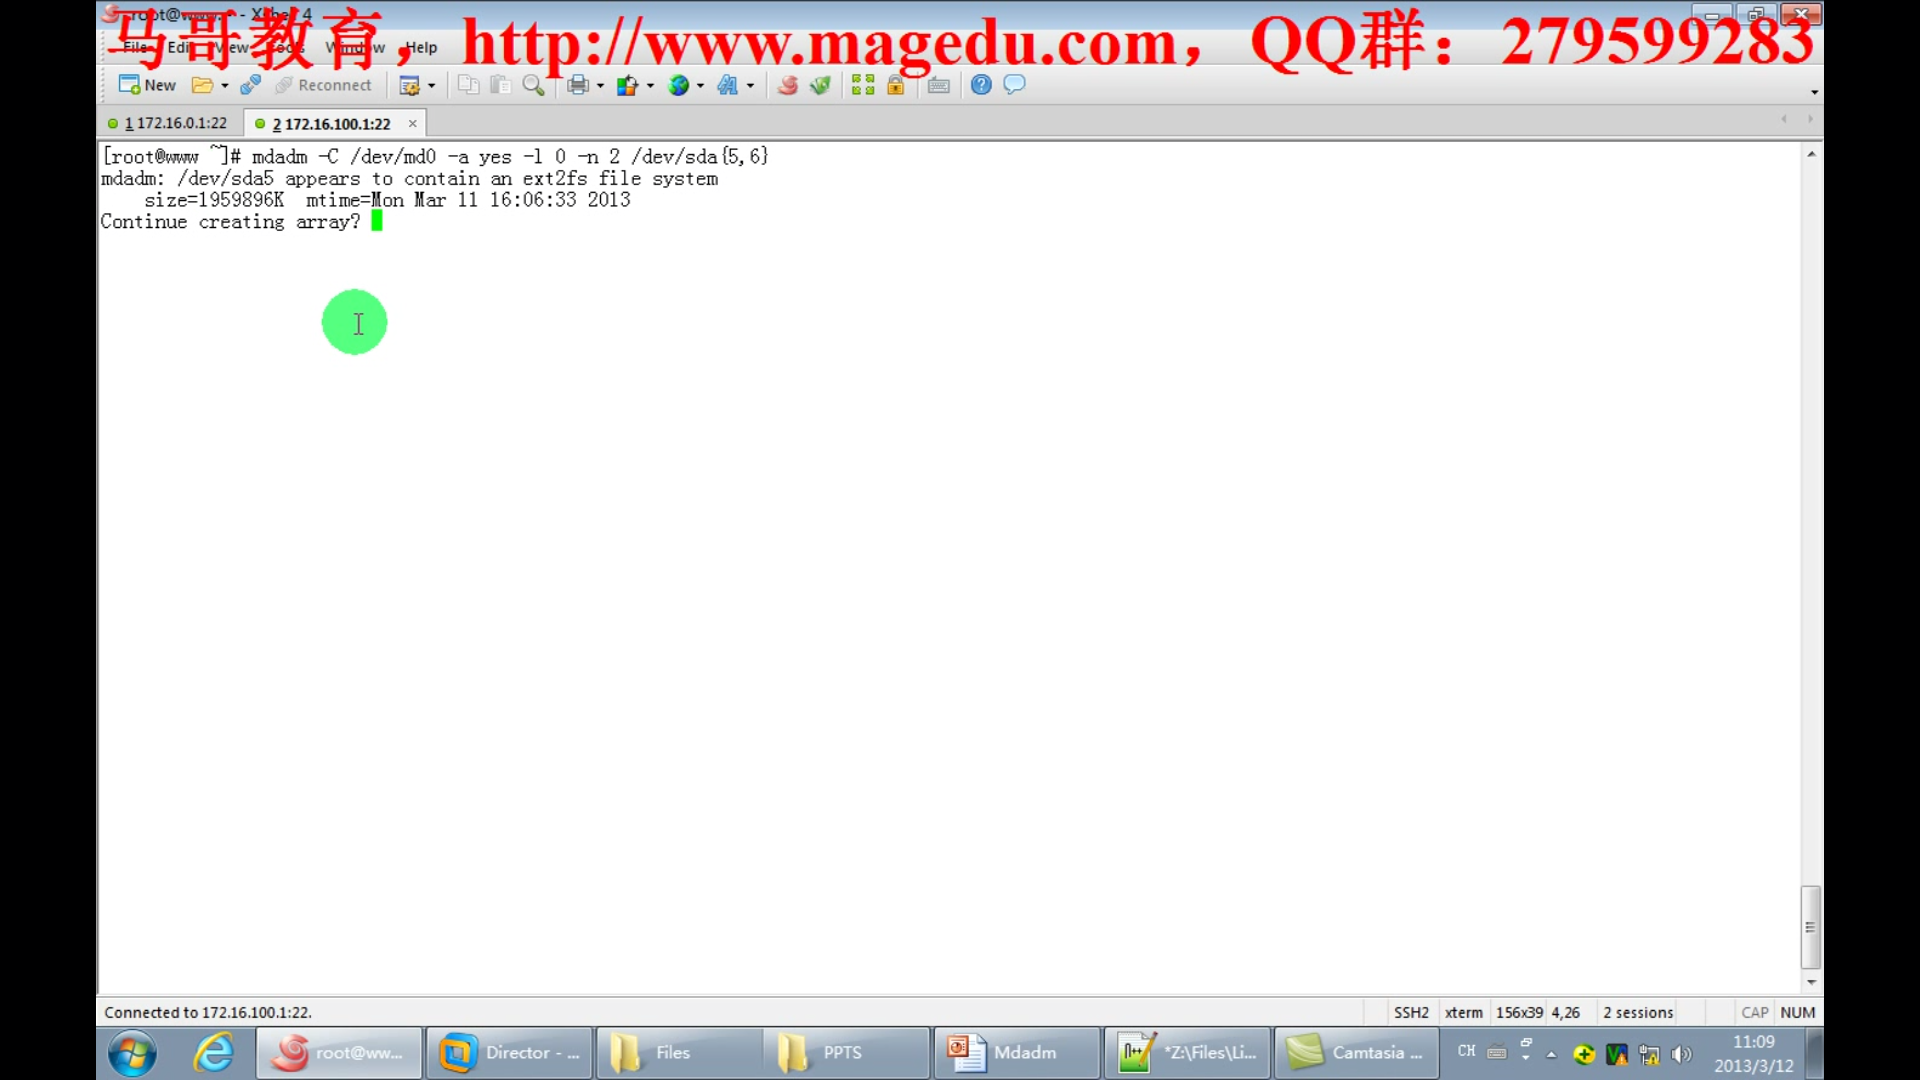 root@www:~ - Xshell 4
马哥教育，http://www.magedu.com，QQ群：279599283
File Edit View Tools Window Help
New Reconnect
1 172.16.0.1:22 2 172.16.100.1:22
[root@www ~]# mdadm -C /dev/md0 -a yes -l 0 -n 2 /dev/sda{5,6}
mdadm: /dev/sda5 appears to contain an ext2fs file system
size=1959896K mtime=Mon Mar 11 16:06:33 2013
Continue creating array?
Connected to 172.16.100.1:22. SSH2 xterm 156x39 4,26 2 sessions CAP NUM
root@ww... Director - ... Files PPTS Mdadm *Z:\Files\Li... Camtasia ... CH 11:09
2013/3/12